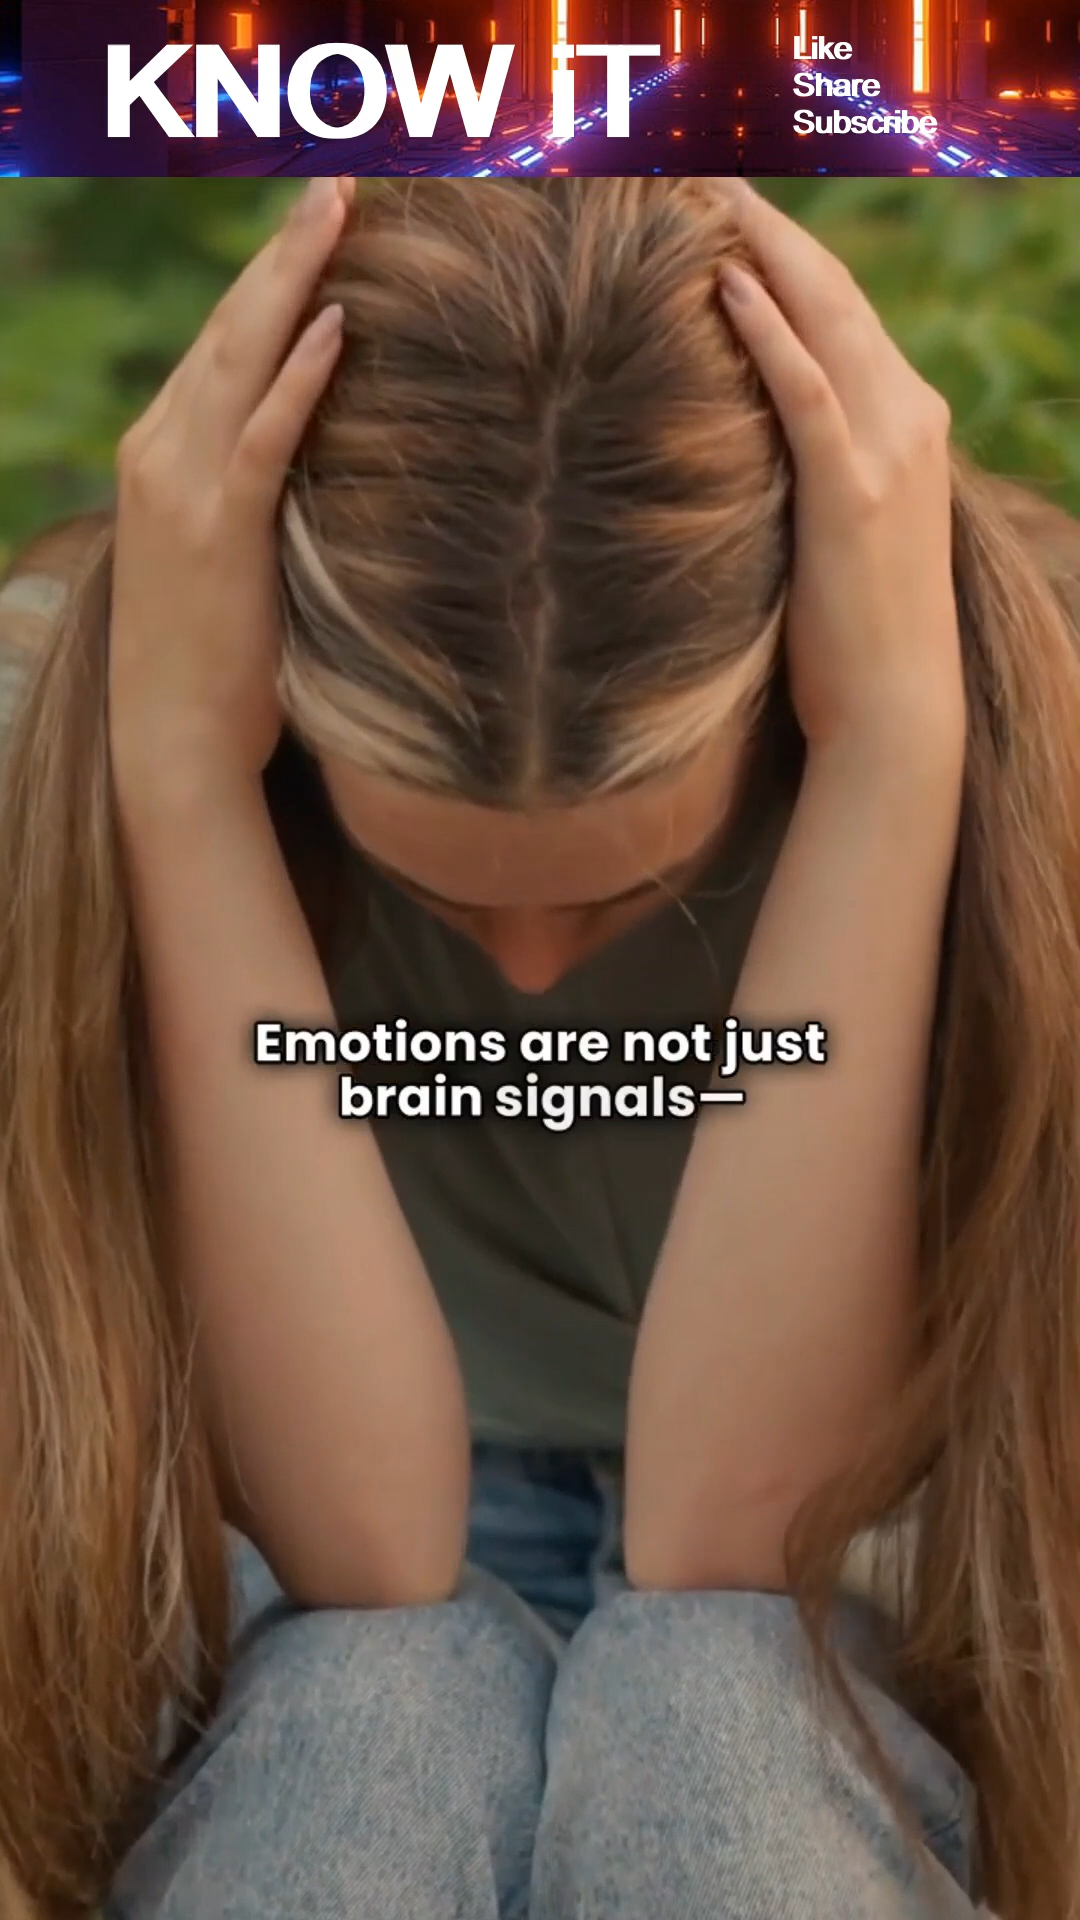 KNOW iT
Like
Share
Subscribe
Emotions are not just
brain signals—